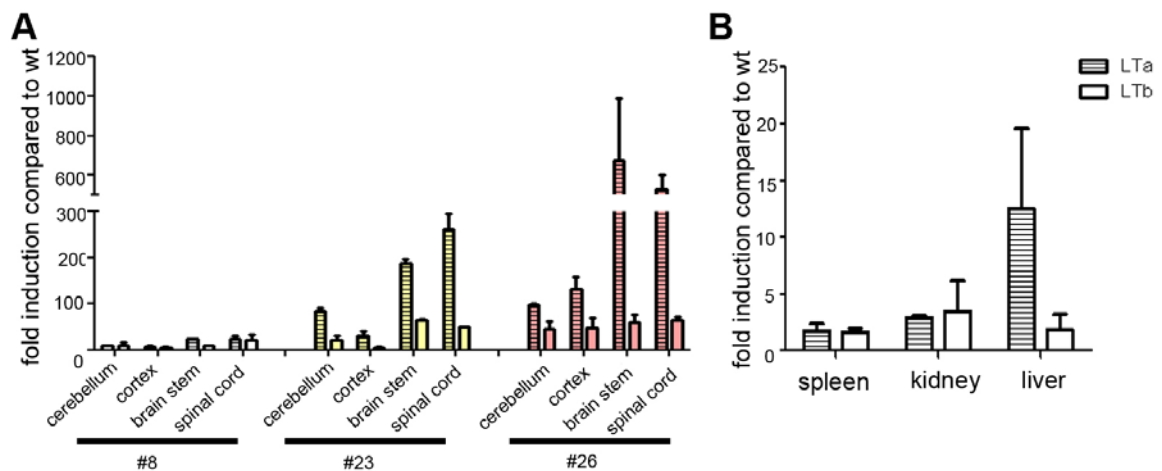 A
fold induction compared to wt
1200
1000
800
600
300
200
100
0
cerebellum
cortex
brain stem
spinal cord
cerebellum
cortex
brain stem
spinal cord
cerebellum
cortex
brain stem
spinal cord
#8
#23
#26
B
fold induction compared to wt
25
20
15
10
5
0
spleen
kidney
liver
LTa
LTb